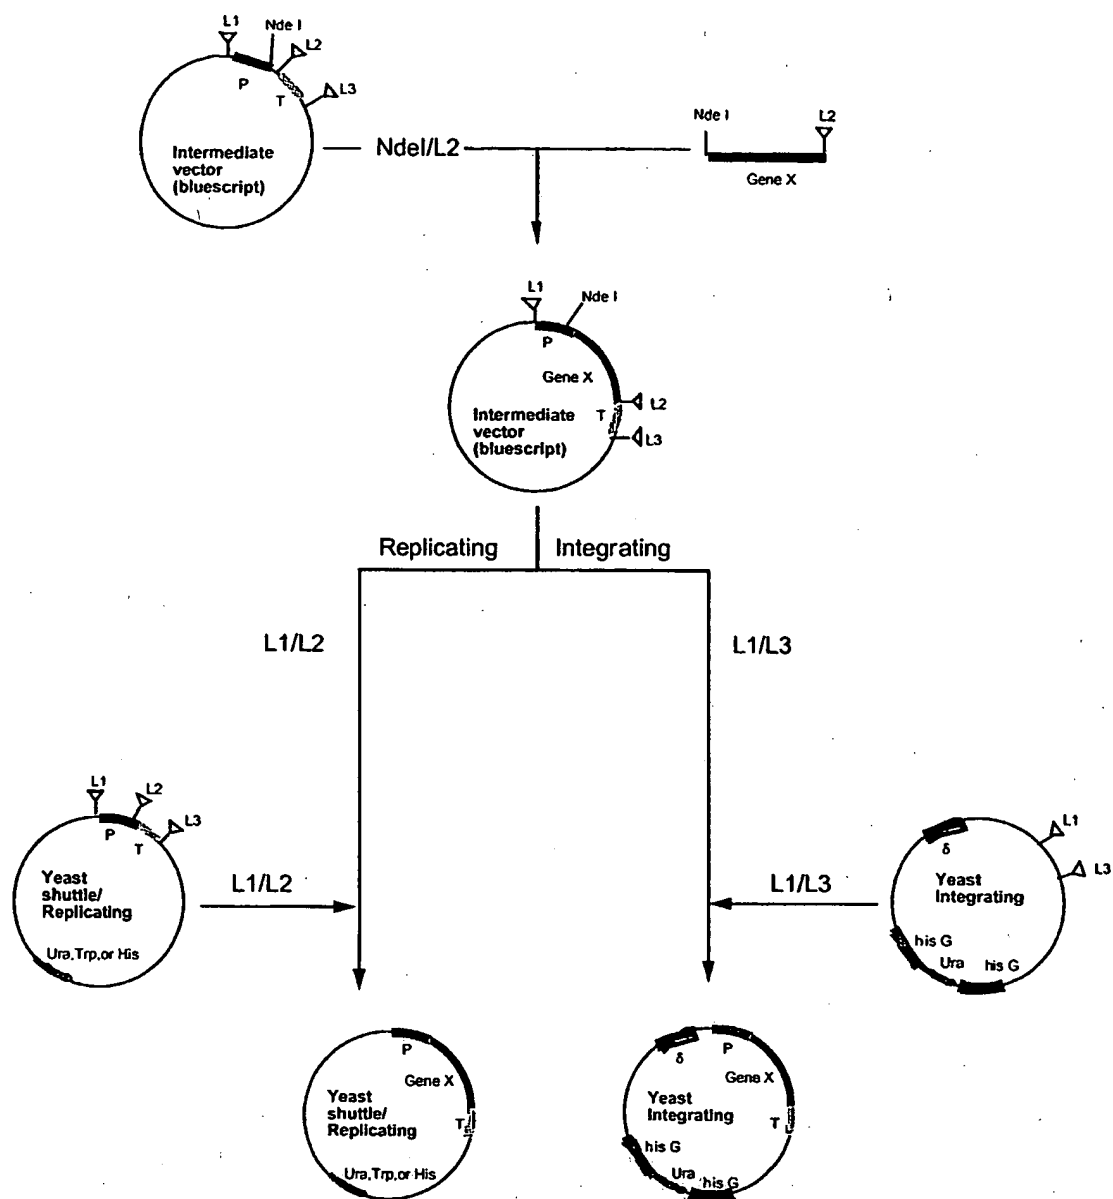 L1
Nde I
L2
P
T
L3
Intermediate
vector
(bluescript)
NdeI/L2
Nde I
L2
Gene X
L1
Nde I
P
Gene X
L2
T
L3
Intermediate
vector
(bluescript)
Replicating
Integrating
L1/L2
L1/L3
L1
L2
L3
P
T
Yeast
shuttle/
Replicating
Ura,Trp,or His
L1/L2
L1/L3
δ
L1
L3
Yeast
Integrating
his G
Ura
his G
P
Gene X
Yeast
shuttle/
Replicating
T
Ura,Trp,or His
δ
P
Gene X
Yeast
Integrating
T
his G
Ura
his G